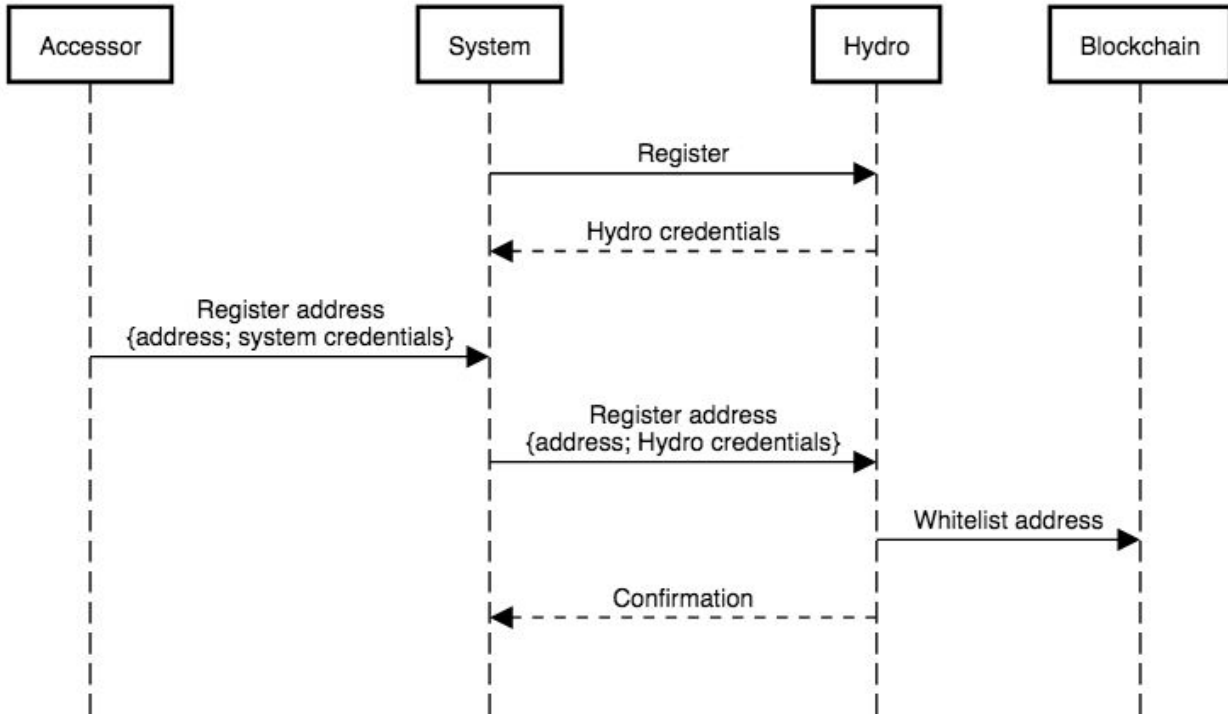 Accessor
System
Hydro
Blockchain
Register
Hydro credentials
Register address
{address; system credentials}
Register address
{address; Hydro credentials}
Whitelist address
Confirmation